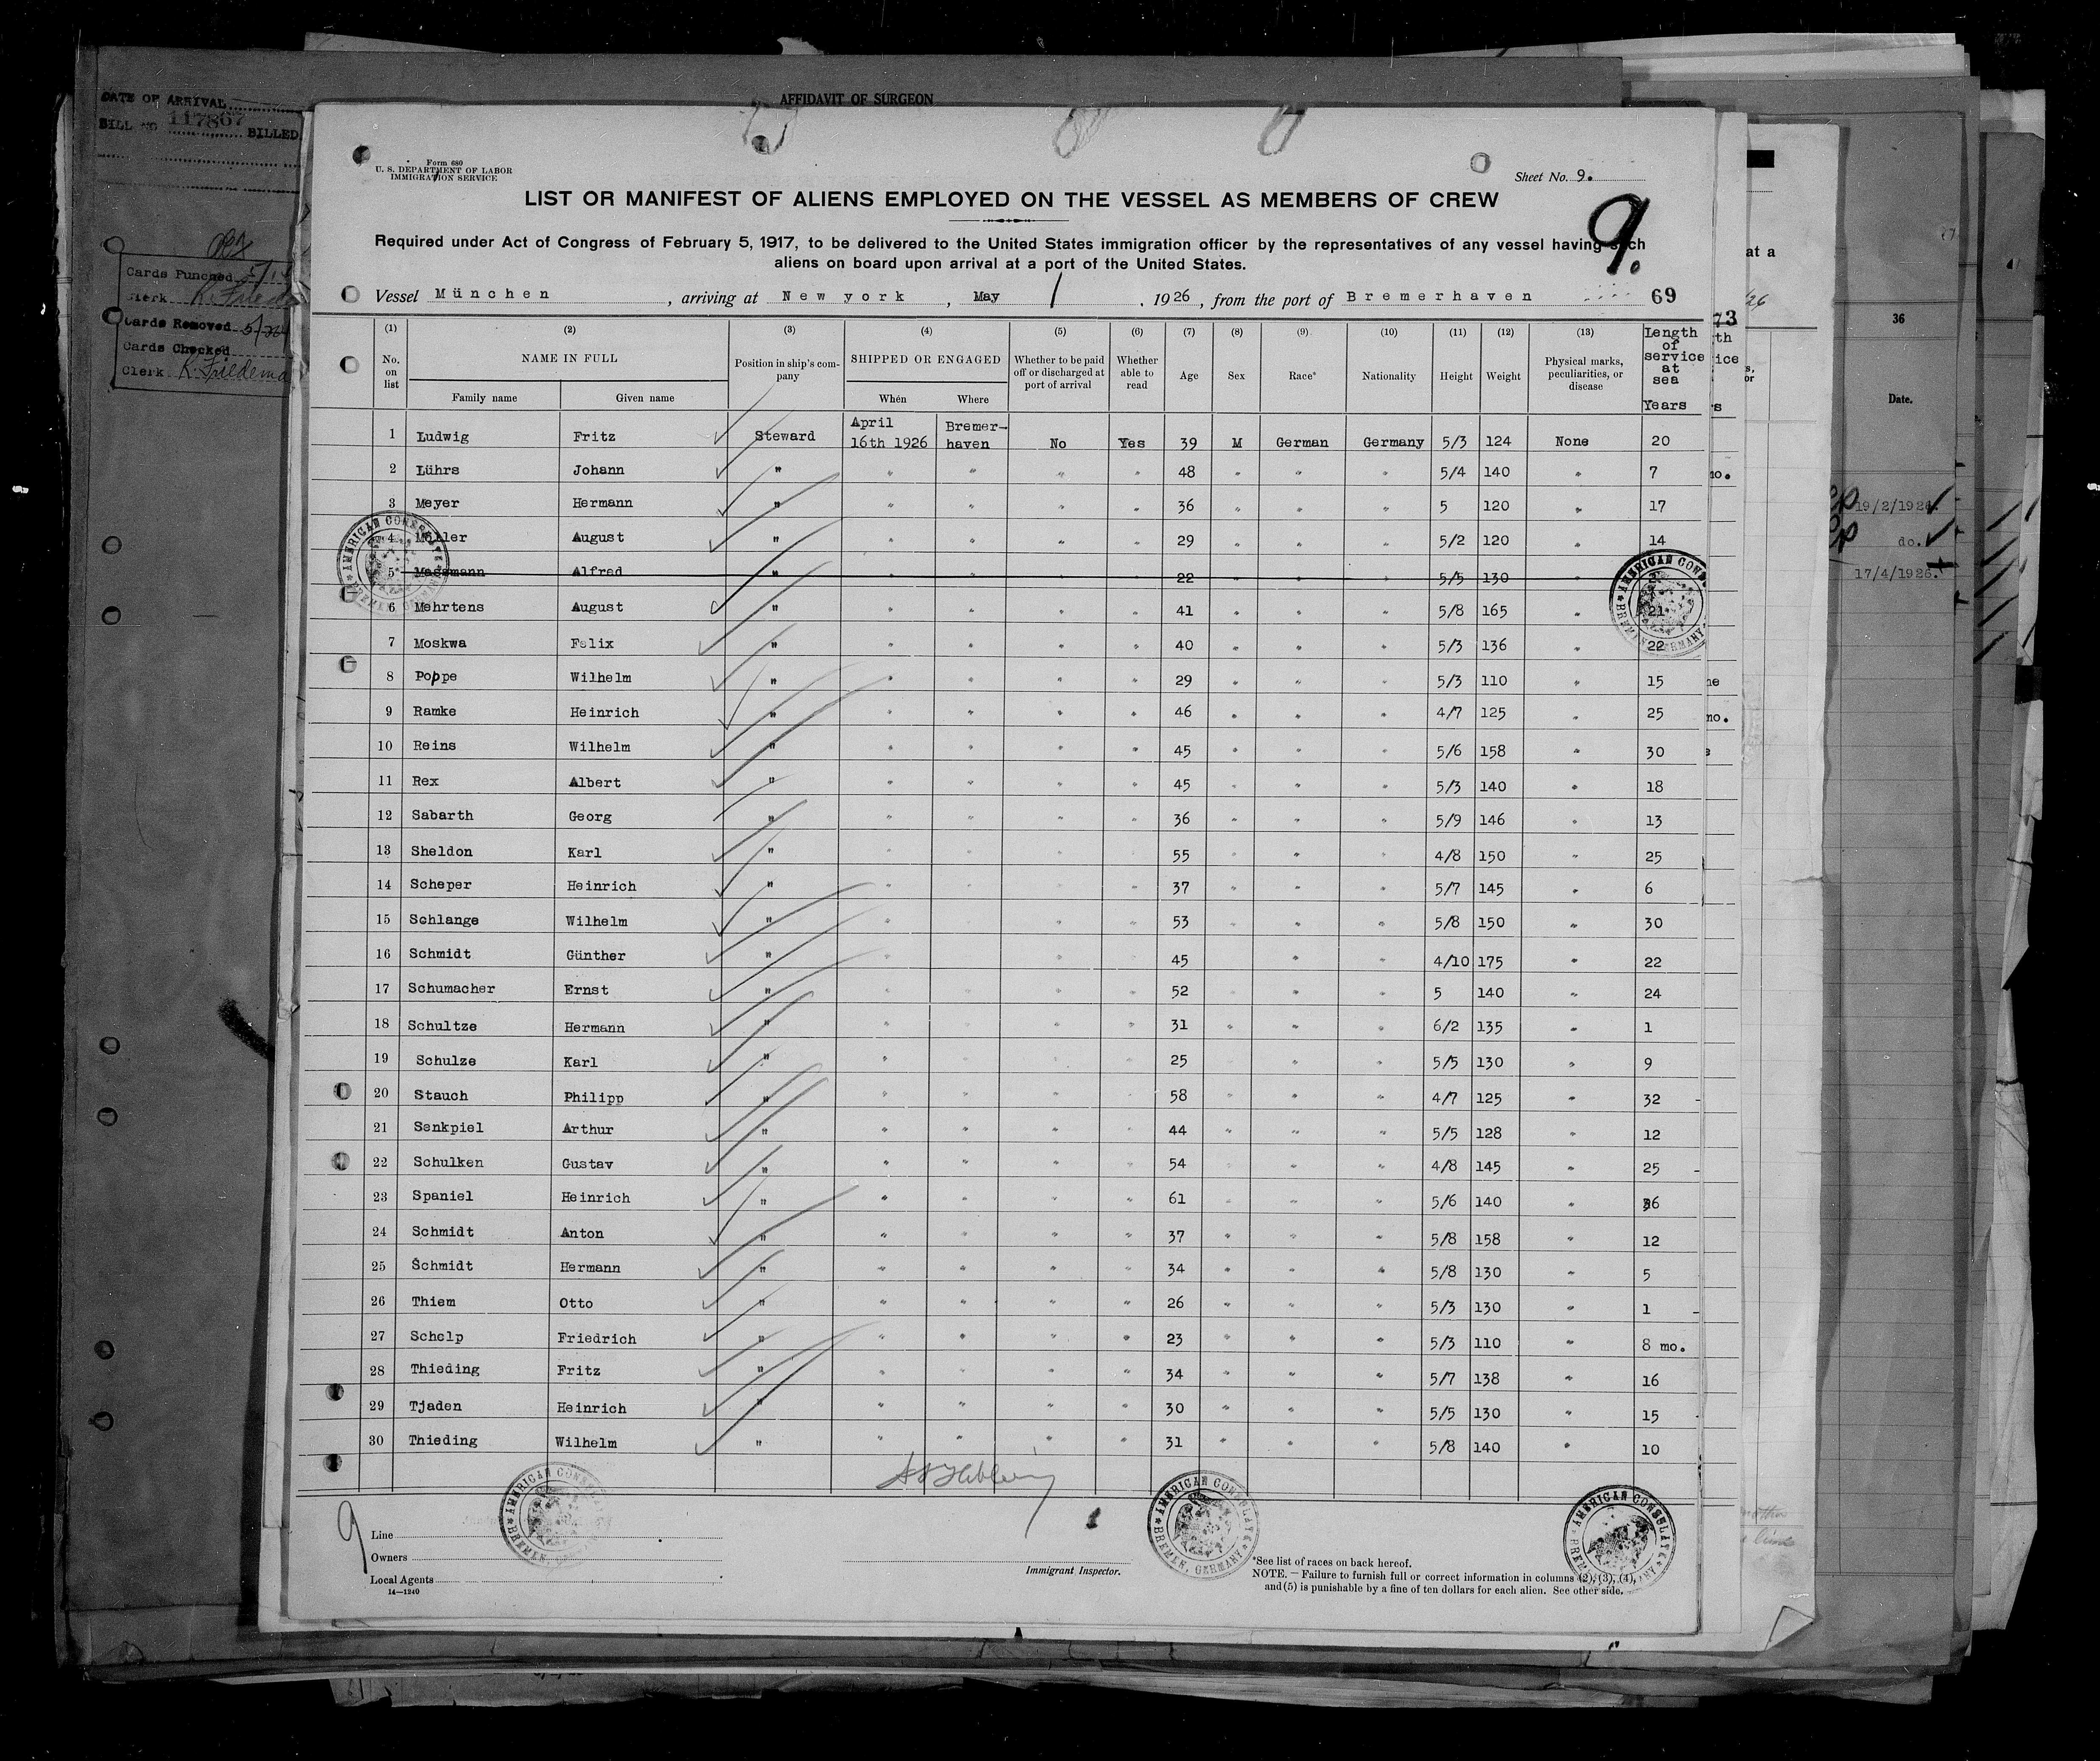 AFFIDAVIT OF SURGEON
DATE OF ARRIVAL
BILL NO 117867 BILLED
Cards Punched 5/
Clerk
Cards Removed
Cards Checked
Clerk K. Friedema
Form 680
U. S. DEPARTMENT OF LABOR
IMMIGRATION SERVICE
Sheet No. 9.
LIST OR MANIFEST OF ALIENS EMPLOYED ON THE VESSEL AS MEMBERS OF CREW
9.
Required under Act of Congress of February 5, 1917, to be delivered to the United States immigration officer by the representatives of any vessel having such
aliens on board upon arrival at a port of the United States.
Vessel München, arriving at New york, May 1, 1926, from the port of Bremerhaven 69
(1) (2) (3) (4) (5) (6) (7) (8) (9) (10) (11) (12) (13) Length of service at sea Years
No. on list NAME IN FULL Position in ship's company SHIPPED OR ENGAGED Whether to be paid off or discharged at port of arrival Whether able to read Age Sex Race* Nationality Height Weight Physical marks, peculiarities, or disease
Family name Given name When Where
1 Ludwig Fritz Steward April 16th 1926 Bremer-haven No Yes 39 M German Germany 5/3 124 None 20
2 Lührs Johann " " " " " 48 " " " 5/4 140 " 7
3 Meyer Hermann " " " " " 36 " " " 5 120 " 17
4 Möller August " " " " " 29 " " " 5/2 120 " 14
5 Massmann Alfred " " " " " 22 " " " 5/5 130 "
6 Mehrtens August " " " " " 41 " " " 5/8 165 " 21
7 Moskwa Felix " " " " " 40 " " " 5/3 136 " 22
8 Poppe Wilhelm " " " " " 29 " " " 5/3 110 " 15
9 Ramke Heinrich " " " " " 46 " " " 4/7 125 " 25
10 Reins Wilhelm " " " " " 45 " " " 5/6 158 " 30
11 Rex Albert " " " " " 45 " " " 5/3 140 " 18
12 Sabarth Georg " " " " " 36 " " " 5/9 146 " 13
13 Sheldon Karl " " " " " 55 " " " 4/8 150 " 25
14 Scheper Heinrich " " " " " 37 " " " 5/7 145 " 6
15 Schlange Wilhelm " " " " " 53 " " " 5/8 150 " 30
16 Schmidt Günther " " " " " 45 " " " 4/10 175 " 22
17 Schumacher Ernst " " " " " 52 " " " 5 140 " 24
18 Schultze Hermann " " " " " 31 " " " 6/2 135 " 1
19 Schulze Karl " " " " " 25 " " " 5/5 130 " 9
20 Stauch Philipp " " " " " 58 " " " 4/7 125 " 32
21 Senkpiel Arthur " " " " " 44 " " " 5/5 128 " 12
22 Schulken Gustav " " " " " 54 " " " 4/8 145 " 25
23 Spaniel Heinrich " " " " " 61 " " " 5/6 140 " 36
24 Schmidt Anton " " " " " 37 " " " 5/8 158 " 12
25 Schmidt Hermann " " " " " 34 " " " 5/8 130 " 5
26 Thiem Otto " " " " " 26 " " " 5/3 130 " 1
27 Schelp Friedrich " " " " " 23 " " " 5/3 110 " 8 mo.
28 Thieding Fritz " " " " " 34 " " " 5/7 138 " 16
29 Tjaden Heinrich " " " " " 30 " " " 5/5 130 " 15
30 Thieding Wilhelm " " " " " 31 " " " 5/8 140 " 10
AMERICAN CONSULATE
BREMEN, GERMANY
9
Line
Owners
Local Agents
14—1240
Immigrant Inspector.
*See list of races on back hereof.
NOTE. — Failure to furnish full or correct information in columns (2), (3), (4),
and (5) is punishable by a fine of ten dollars for each alien. See other side.
at a
73
36
Date.
19/2/1926.
do.
17/4/1926.